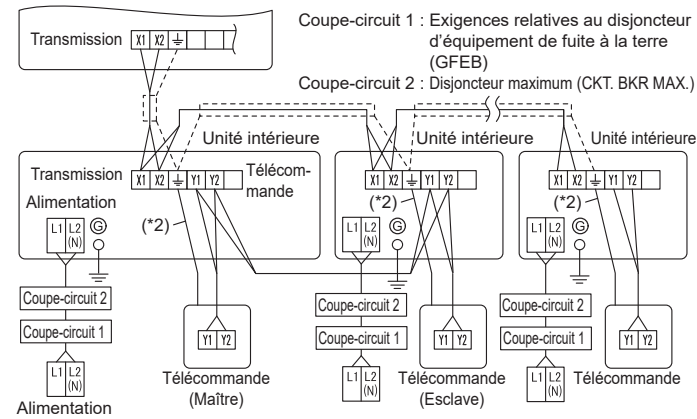 Coupe-circuit 1 : Exigences relatives au disjoncteur
d'équipement de fuite à la terre
(GFEB)
Coupe-circuit 2 : Disjoncteur maximum (CKT. BKR MAX.)
Transmission X1 X2
Unité intérieure Unité intérieure Unité intérieure
Transmission X1 X2 Y1 Y2 Télécom-
mande
X1 X2 Y1 Y2
X1 X2 Y1 Y2
Alimentation
(*2) (*2) (*2)
L1 L2 G L1 L2 G L1 L2 G
(N) (N) (N)
Coupe-circuit 2 Coupe-circuit 2 Coupe-circuit 2
Coupe-circuit 1 Coupe-circuit 1 Coupe-circuit 1
Y1 Y2 Y1 Y2 Y1 Y2
L1 L2 L1 L2 L1 L2
(N) (N) (N)
Télécommande Télécommande Télécommande
(Maître) (Esclave)
Alimentation